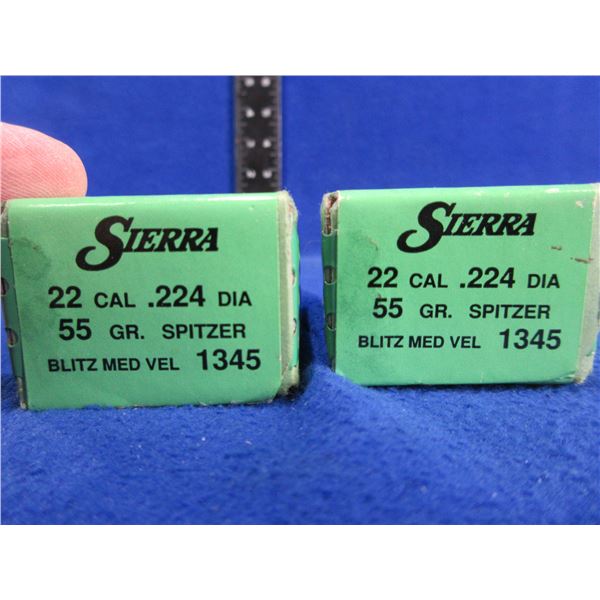 SIERRA
22 CAL .224 DIA
55 GR. SPITZER
BLITZ MED VEL 1345
SIERRA
22 CAL .224 DIA
55 GR. SPITZER
BLITZ MED VEL 1345